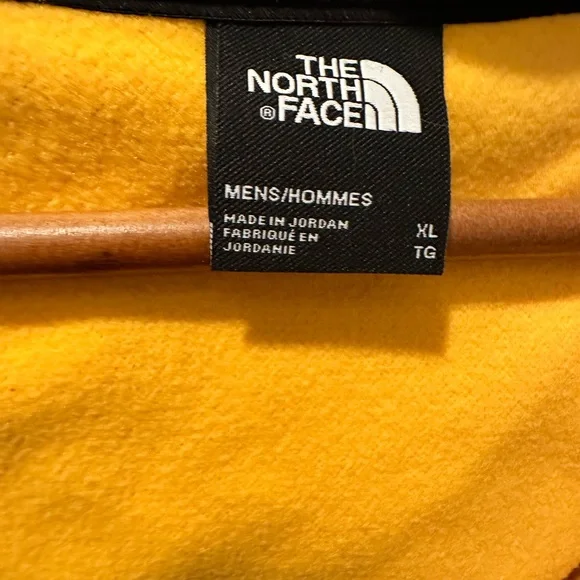 THE
NORTH
® FACE
MENS/HOMMES
MADE IN JORDAN
FABRIQUÉ EN XL
JORDANIE TG